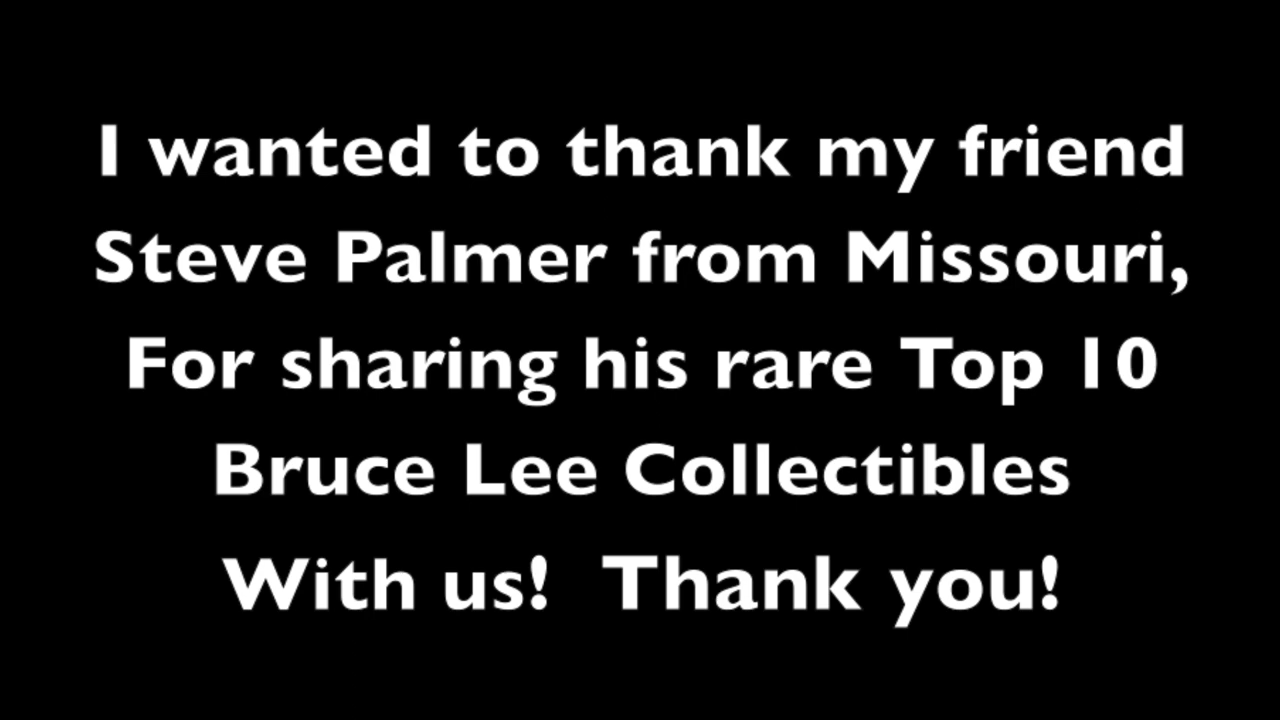 I wanted to thank my friend
Steve Palmer from Missouri,
For sharing his rare Top 10
Bruce Lee Collectibles
With us!  Thank you!